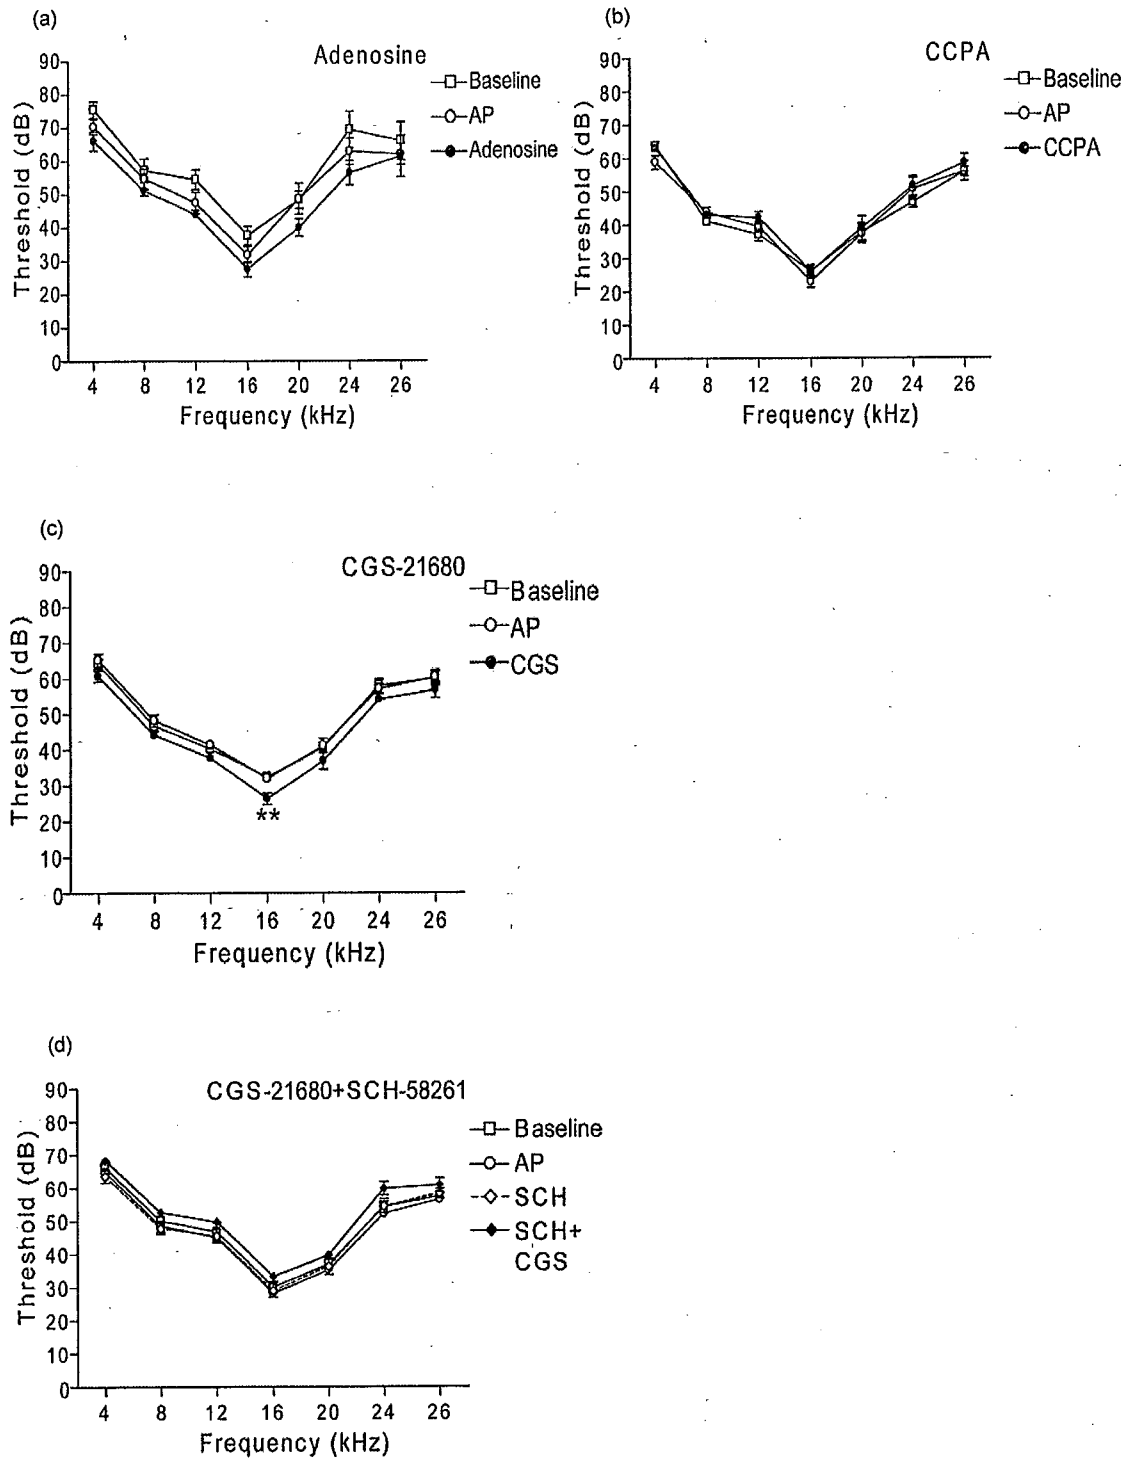 (a)
Adenosine
Baseline
AP
Adenosine
Threshold (dB)
90
80
70
60
50
40
30
20
10
0
4 8 12 16 20 24 26
Frequency (kHz)
(b)
CCPA
Baseline
AP
CCPA
Threshold (dB)
90
80
70
60
50
40
30
20
10
0
4 8 12 16 20 24 26
Frequency (kHz)
(c)
CGS-21680
Baseline
AP
CGS
Threshold (dB)
90
80
70
60
50
40
30
20
10
0
**
4 8 12 16 20 24 26
Frequency (kHz)
(d)
CGS-21680+SCH-58261
Baseline
AP
SCH
SCH+
CGS
Threshold (dB)
90
80
70
60
50
40
30
20
10
0
4 8 12 16 20 24 26
Frequency (kHz)